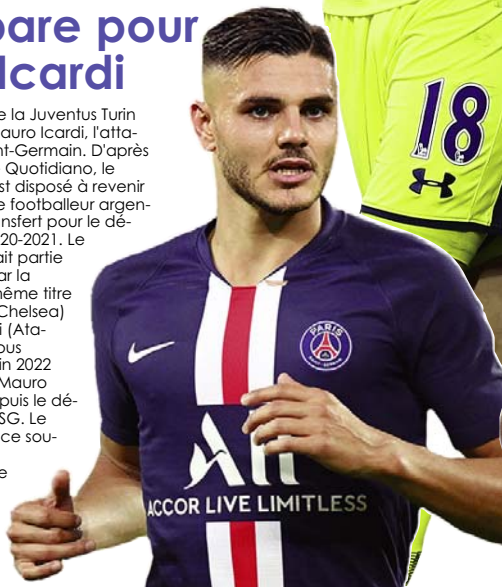 pare pour
Icardi
e la Juventus Turin
auro Icardi, l'atta-
nt-Germain. D'après
Quotidiano, le
st disposé à revenir
e footballeur argen-
nsfert pour le dé-
20-2021. Le
ait partie
ar la
ême titre
Chelsea)
i (Ata-
ous
in 2022
Mauro
puis le dé-
SG. Le
ce sou-
e
18
PARIS
ACCOR LIVE LIMITLESS